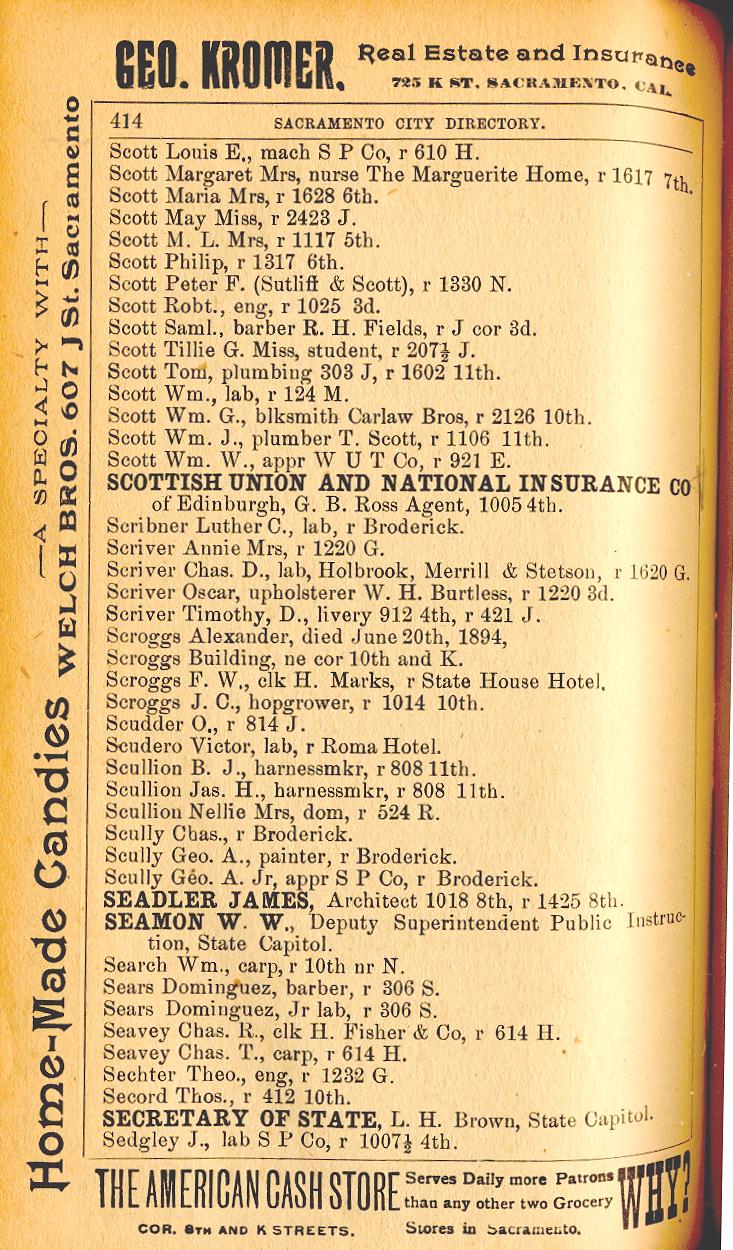 GEO. KROMER. Real Estate and Insurance
725 K ST. SACRAMENTO, CAL.
414 SACRAMENTO CITY DIRECTORY.
Scott Louis E., mach S P Co, r 610 H.
Scott Margaret Mrs, nurse The Marguerite Home, r 1617 7th.
Scott Maria Mrs, r 1628 6th.
Scott May Miss, r 2423 J.
Scott M. L. Mrs, r 1117 5th.
Scott Philip, r 1317 6th.
Scott Peter F. (Sutliff & Scott), r 1330 N.
Scott Robt., eng, r 1025 3d.
Scott Saml., barber R. H. Fields, r J cor 3d.
Scott Tillie G. Miss, student, r 207½ J.
Scott Tom, plumbing 303 J, r 1602 11th.
Scott Wm., lab, r 124 M.
Scott Wm. G., blksmith Carlaw Bros, r 2126 10th.
Scott Wm. J., plumber T. Scott, r 1106 11th.
Scott Wm. W., appr W U T Co, r 921 E.
SCOTTISH UNION AND NATIONAL INSURANCE CO
of Edinburgh, G. B. Ross Agent, 1005 4th.
Scribner Luther C., lab, r Broderick.
Scriver Annie Mrs, r 1220 G.
Scriver Chas. D., lab, Holbrook, Merrill & Stetson, r 1620 G.
Scriver Oscar, upholsterer W. H. Burtless, r 1220 3d.
Scriver Timothy, D., livery 912 4th, r 421 J.
Scroggs Alexander, died June 20th, 1894,
Scroggs Building, ne cor 10th and K.
Scroggs F. W., clk H. Marks, r State House Hotel.
Scroggs J. C., hopgrower, r 1014 10th.
Scudder O., r 814 J.
Scudero Victor, lab, r Roma Hotel.
Scullion B. J., harnessmkr, r 808 11th.
Scullion Jas. H., harnessmkr, r 808 11th.
Scullion Nellie Mrs, dom, r 524 R.
Scully Chas., r Broderick.
Scully Geo. A., painter, r Broderick.
Scully Geo. A. Jr, appr S P Co, r Broderick.
SEADLER JAMES, Architect 1018 8th, r 1425 8th.
SEAMON W. W., Deputy Superintendent Public Instruc-
tion, State Capitol.
Search Wm., carp, r 10th nr N.
Sears Dominguez, barber, r 306 S.
Sears Dominguez, Jr lab, r 306 S.
Seavey Chas. R., clk H. Fisher & Co, r 614 H.
Seavey Chas. T., carp, r 614 H.
Sechter Theo., eng, r 1232 G.
Secord Thos., r 412 10th.
SECRETARY OF STATE, L. H. Brown, State Capitol.
Sedgley J., lab S P Co, r 1007½ 4th.
Home-Made Candies —A SPECIALTY WITH—
WELCH BROS. 607 J St. Sacramento
THE AMERICAN CASH STORE
COR. 8TH AND K STREETS.
Serves Daily more Patrons
than any other two Grocery
Stores in Sacramento.
WHY?